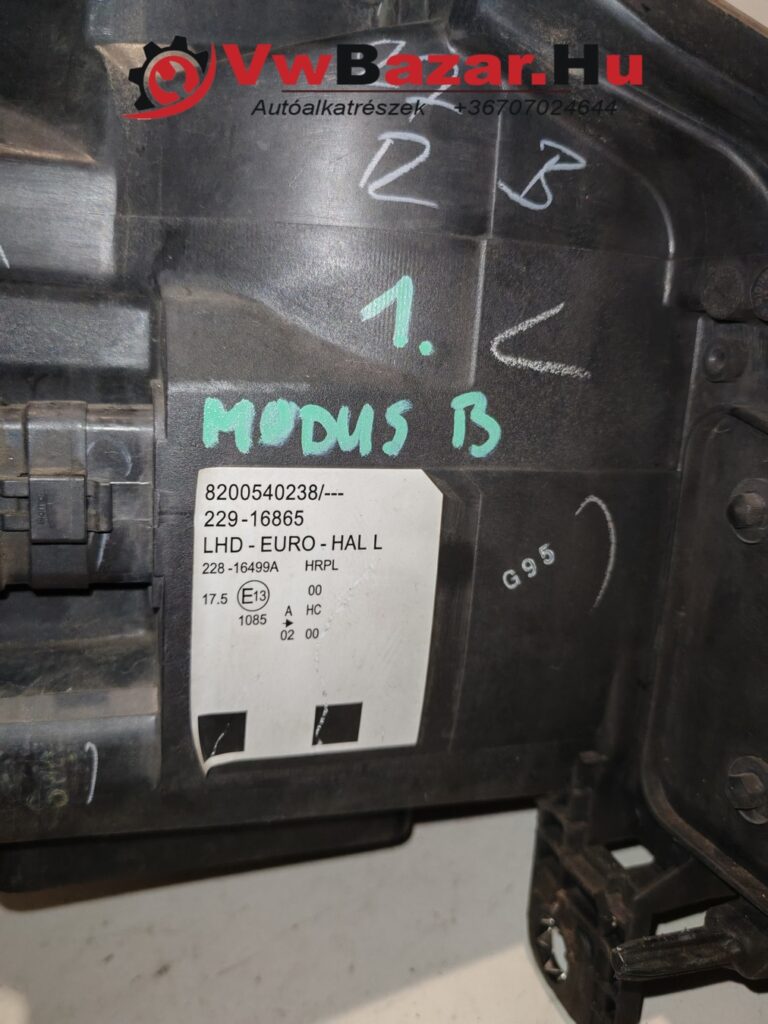 VwBazar.Hu
Autóalkatrészek +36707024644
R B
1.
MODUS B
8200540238/---
229-16865
LHD - EURO - HAL L
228-16499A HRPL
00
17.5 E13
A HC
1085
02 00
G95